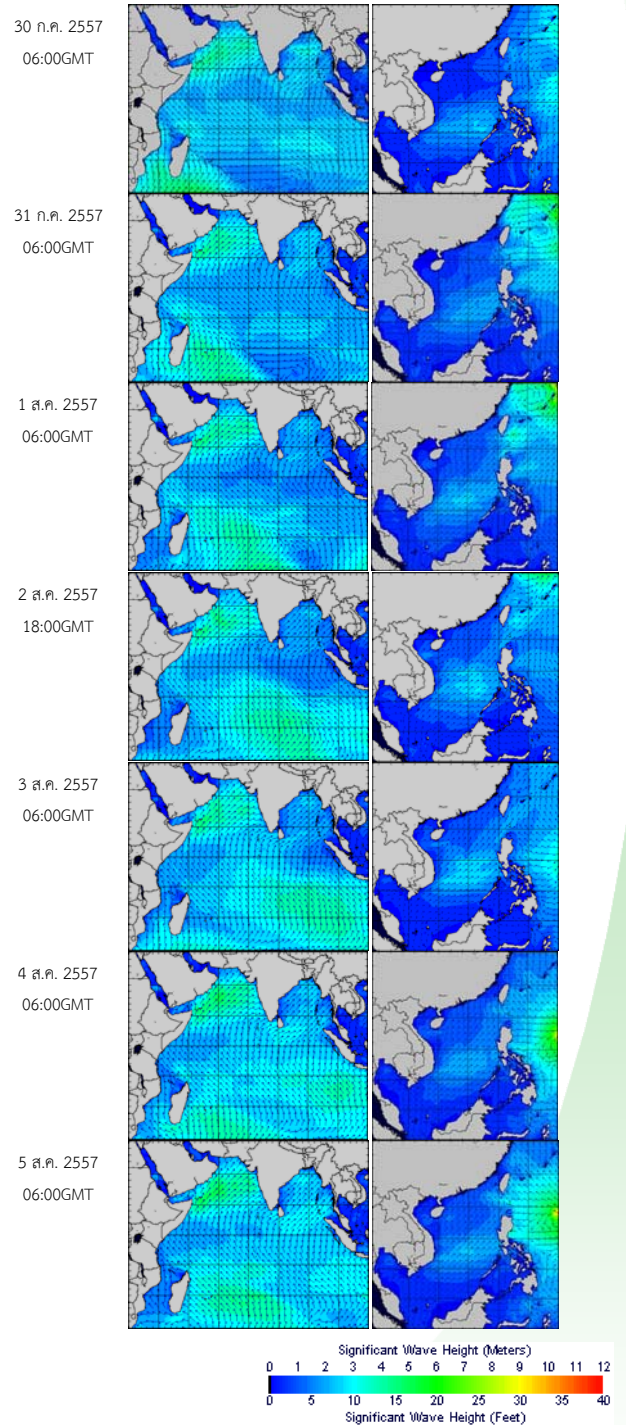 30 ก.ค. 2557
06:00GMT
31 ก.ค. 2557
06:00GMT
1 ส.ค. 2557
06:00GMT
2 ส.ค. 2557
18:00GMT
3 ส.ค. 2557
06:00GMT
4 ส.ค. 2557
06:00GMT
5 ส.ค. 2557
06:00GMT
Significant Wave Height (Meters)
0 1 2 3 4 5 6 7 8 9 10 11 12
0 5 10 15 20 25 30 35 40
Significant Wave Height (Feet)